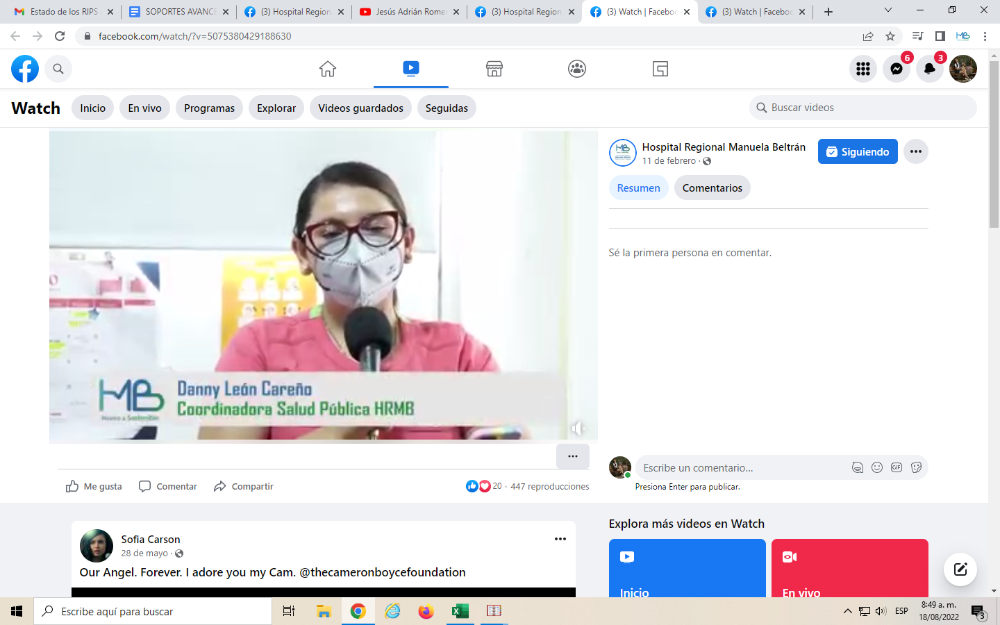 Estado de los RIPS
SOPORTES AVANCE
(3) Hospital Region
Jesús Adrián Rome
(3) Hospital Region
(3) Watch | Facebook
(3) Watch | Facebook
facebook.com/watch/?v=5075380429188630
6
3
Watch
Inicio
En vivo
Programas
Explorar
Videos guardados
Seguidas
Buscar videos
Hospital Regional Manuela Beltrán
11 de febrero ·
Siguiendo
Resumen
Comentarios
Sé la primera persona en comentar.
MB
Danny León Careño
Coordinadora Salud Pública HRMB
Escribe un comentario...
GIF
Presiona Enter para publicar.
Me gusta
Comentar
Compartir
20 · 447 reproducciones
Explora más videos en Watch
Inicio
En vivo
Sofia Carson
28 de mayo ·
Our Angel. Forever. I adore you my Cam. @thecameronboycefoundation
Escribe aquí para buscar
ESP
8:49 a. m.
18/08/2022
3